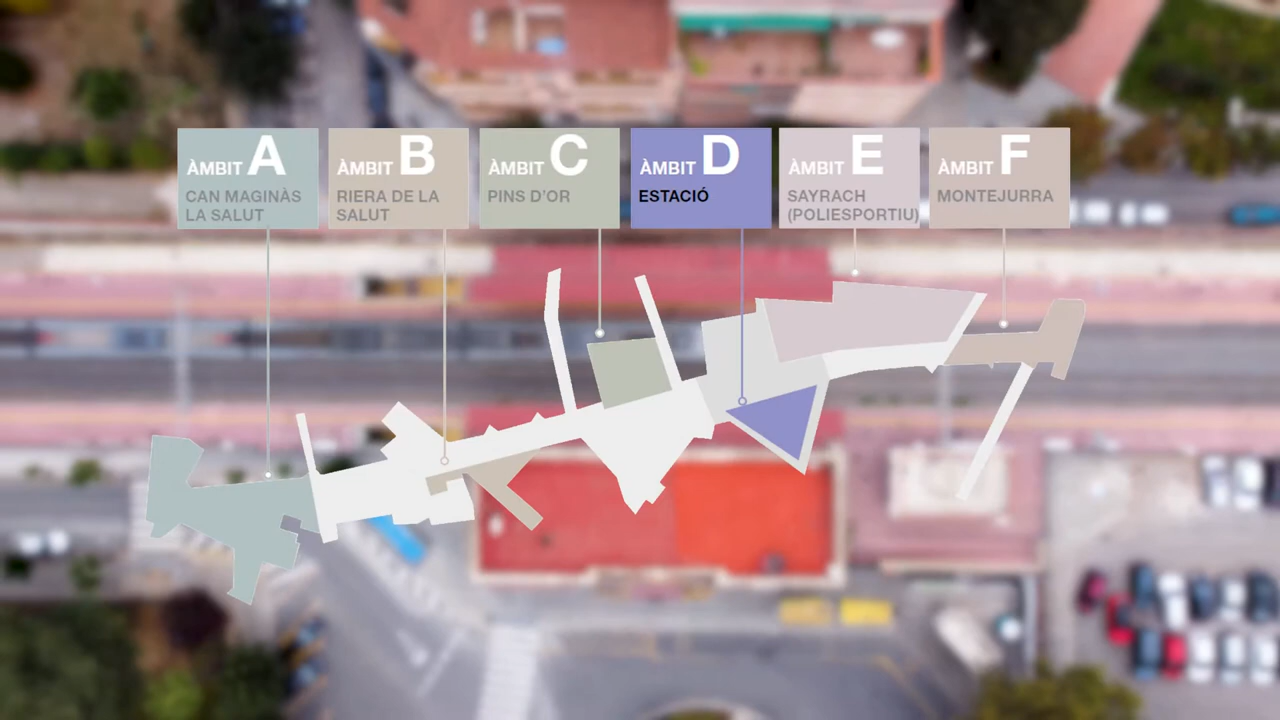 ÀMBIT A
CAN MAGINÀS
LA SALUT
ÀMBIT B
RIERA DE LA
SALUT
ÀMBIT C
PINS D'OR
ÀMBIT D
ESTACIÓ
ÀMBIT E
SAYRACH
(POLIESPORTIU)
ÀMBIT F
MONTEJURRA